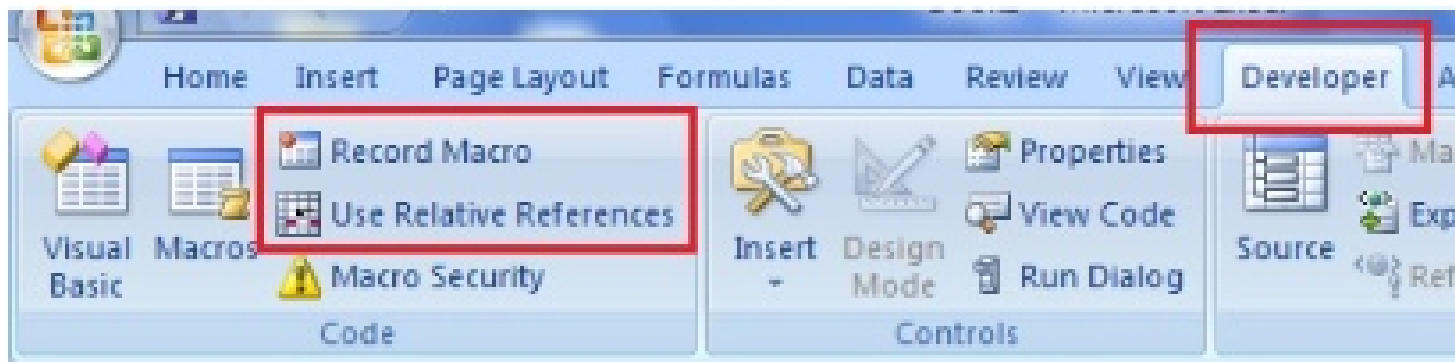 Home Insert Page Layout Formulas Data Review View Developer
Record Macro
Use Relative References
Macro Security
Visual Basic
Macros
Code
Insert
Design Mode
Properties
View Code
Run Dialog
Controls
Source